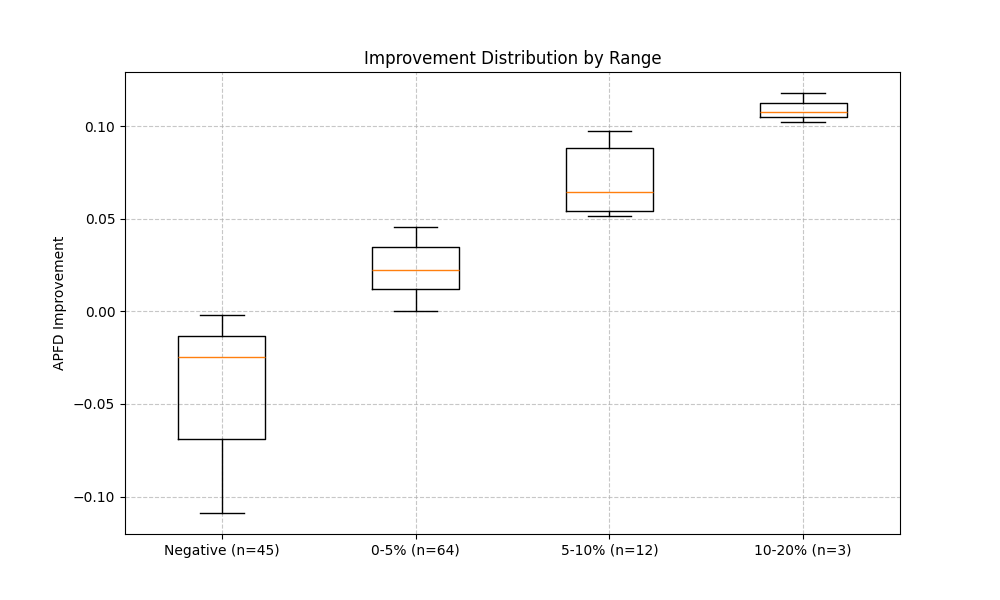 Improvement Distribution by Range
APFD Improvement
0.10
0.05
0.00
−0.05
−0.10
Negative (n=45)
0-5% (n=64)
5-10% (n=12)
10-20% (n=3)